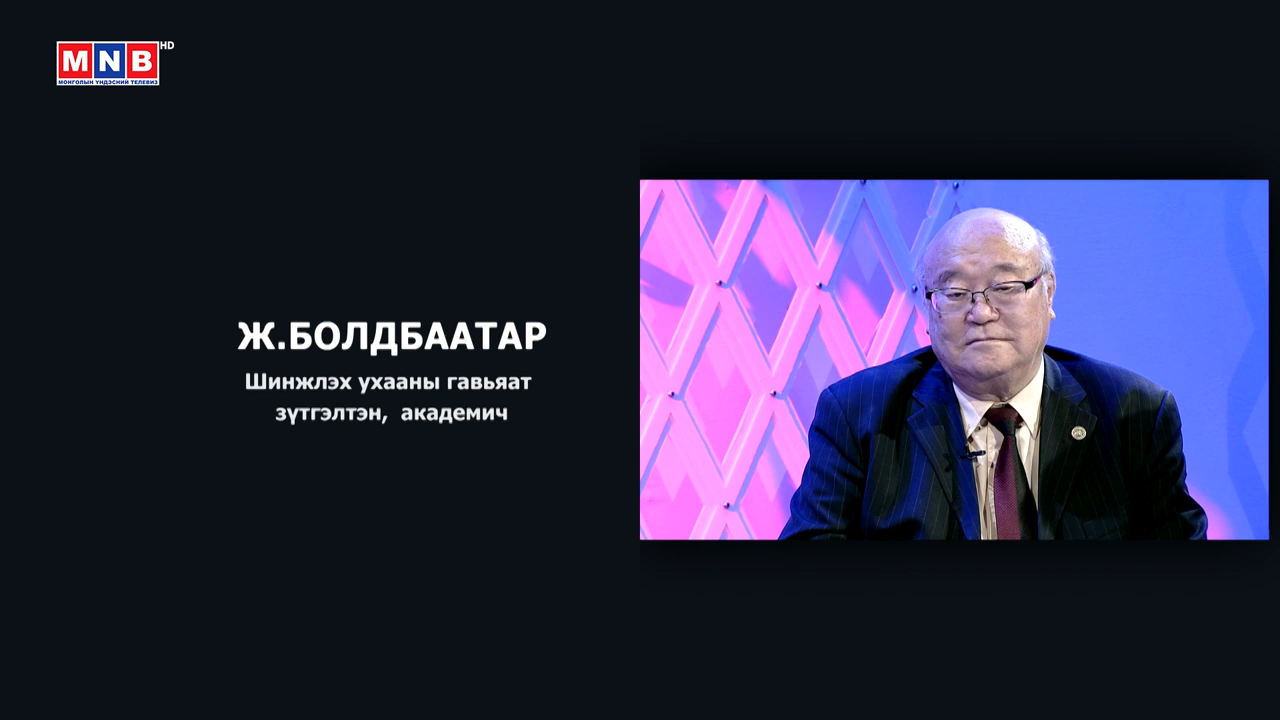 MNB HD
МОНГОЛЫН ҮНДЭСНИЙ ТЕЛЕВИЗ
Ж.БОЛДБААТАР
Шинжлэх ухааны гавьяат
зүтгэлтэн, академич